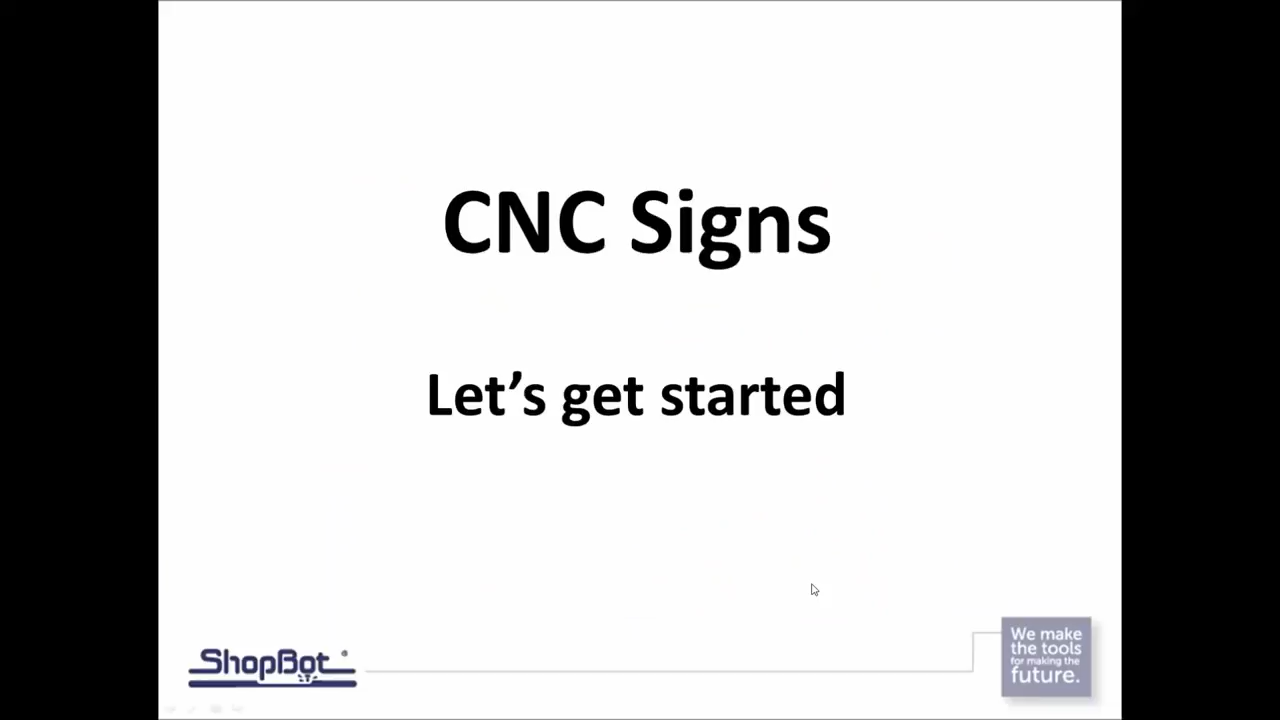 CNC Signs
Let’s get started
ShopBot®
We make
the tools
for making the
future.